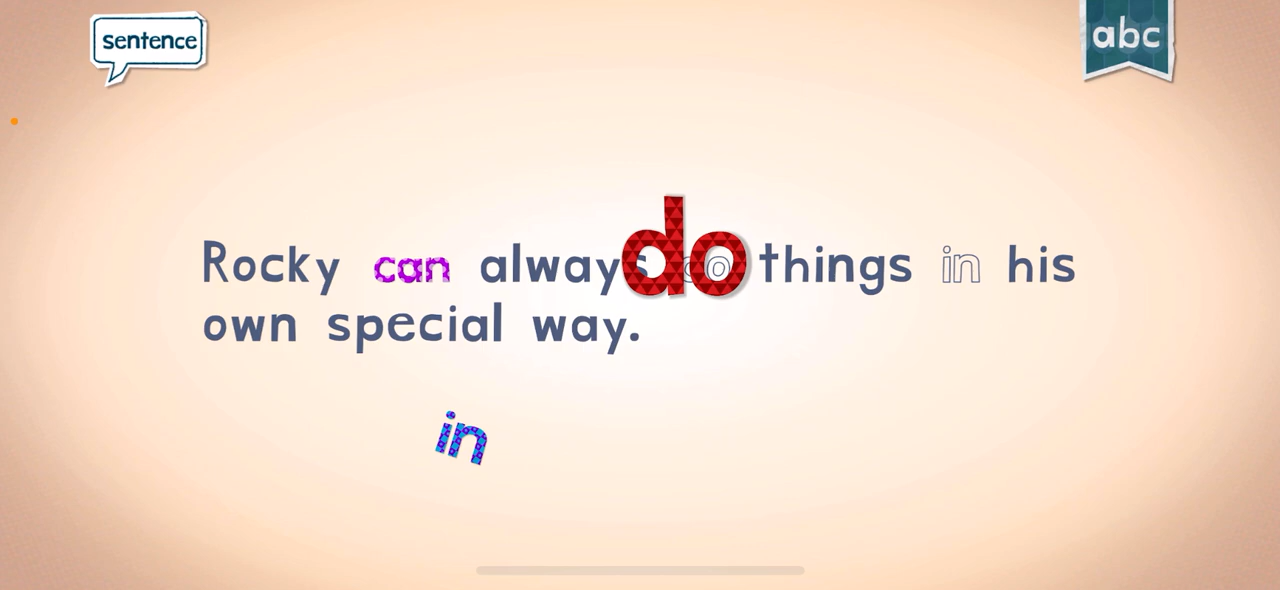 sentence
abc
Rocky can always do things in his
own special way.
in